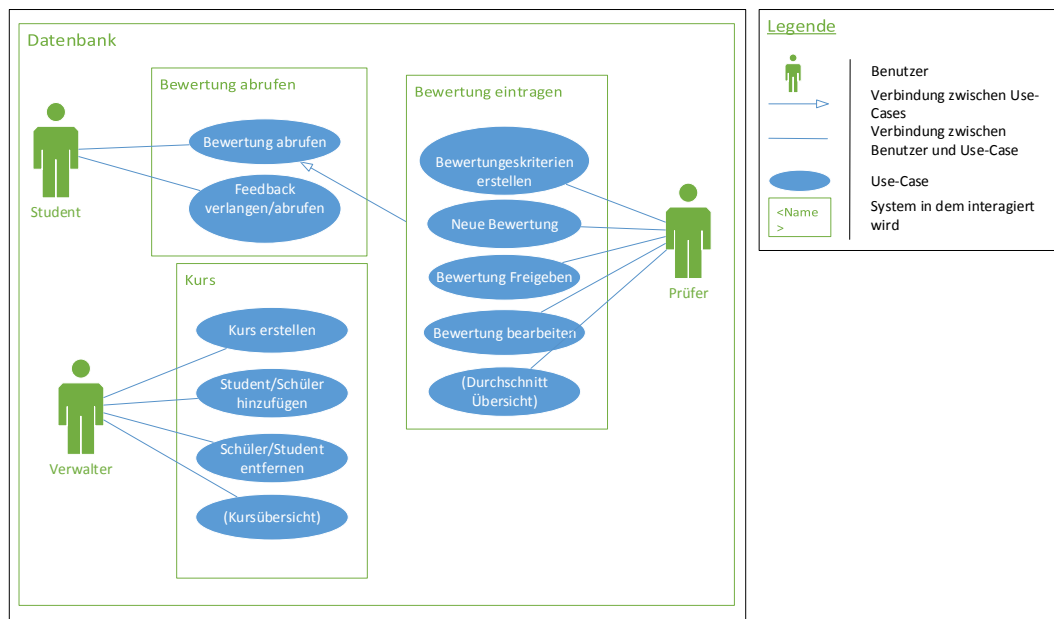 Datenbank
Bewertung abrufen
Bewertung abrufen
Feedback
verlangen/abrufen
Student
Bewertung eintragen
Bewertungeskriterien
erstellen
Neue Bewertung
Bewertung Freigeben
Bewertung bearbeiten
(Durchschnitt
Übersicht)
Prüfer
Kurs
Kurs erstellen
Student/Schüler
hinzufügen
Schüler/Student
entfernen
(Kursübersicht)
Verwalter
Legende
Benutzer
Verbindung zwischen Use-
Cases
Verbindung zwischen
Benutzer und Use-Case
Use-Case
<Name
>
System in dem interagiert
wird